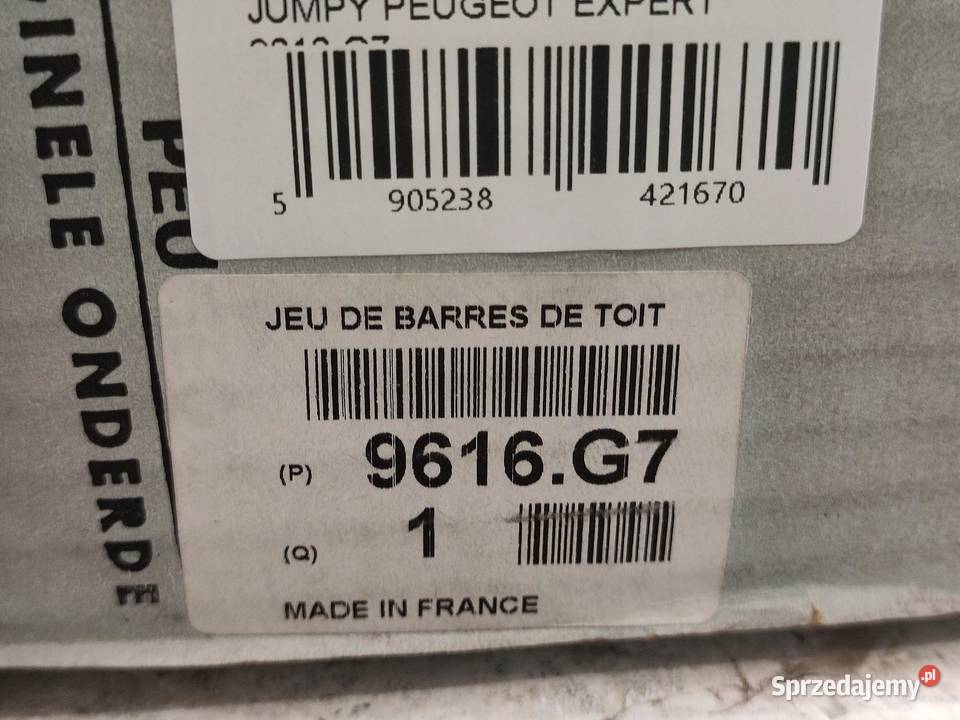 JUMPY PEUGEOT EXPERT
5 905238 421670
PEU
INELE ONDERDE
JEU DE BARRES DE TOIT
(P) 9616.G7
(Q) 1
MADE IN FRANCE
Sprzedajemy.pl